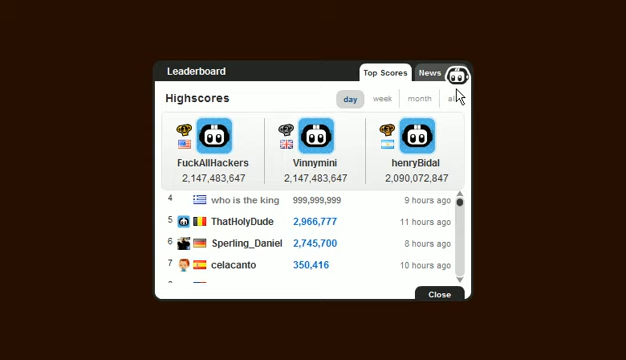 Leaderboard
Top Scores
News
Highscores
day
week
month
FuckAllHackers
Vinnymini
henryBidal
2,147,483,647
2,147,483,647
2,090,072,847
4 who is the king 999,999,999 9 hours ago
5 ThatHolyDude 2,966,777 11 hours ago
6 Sperling_Daniel 2,745,700 8 hours ago
7 celacanto 350,416 10 hours ago
Close